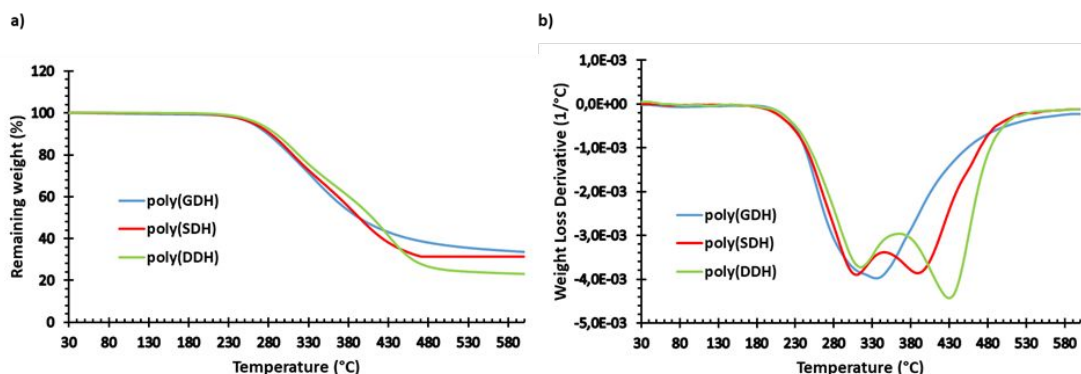 a)
120
100
80
60
40
20
0
Remaining weight (%)
poly(GDH)
poly(SDH)
poly(DDH)
30 80 130 180 230 280 330 380 430 480 530 580
Temperature (°C)
b)
1,0E-03
0,0E+00
-1,0E-03
-2,0E-03
-3,0E-03
-4,0E-03
-5,0E-03
Weight Loss Derivative (1/°C)
poly(GDH)
poly(SDH)
poly(DDH)
30 80 130 180 230 280 330 380 430 480 530 580
Temperature (°C)